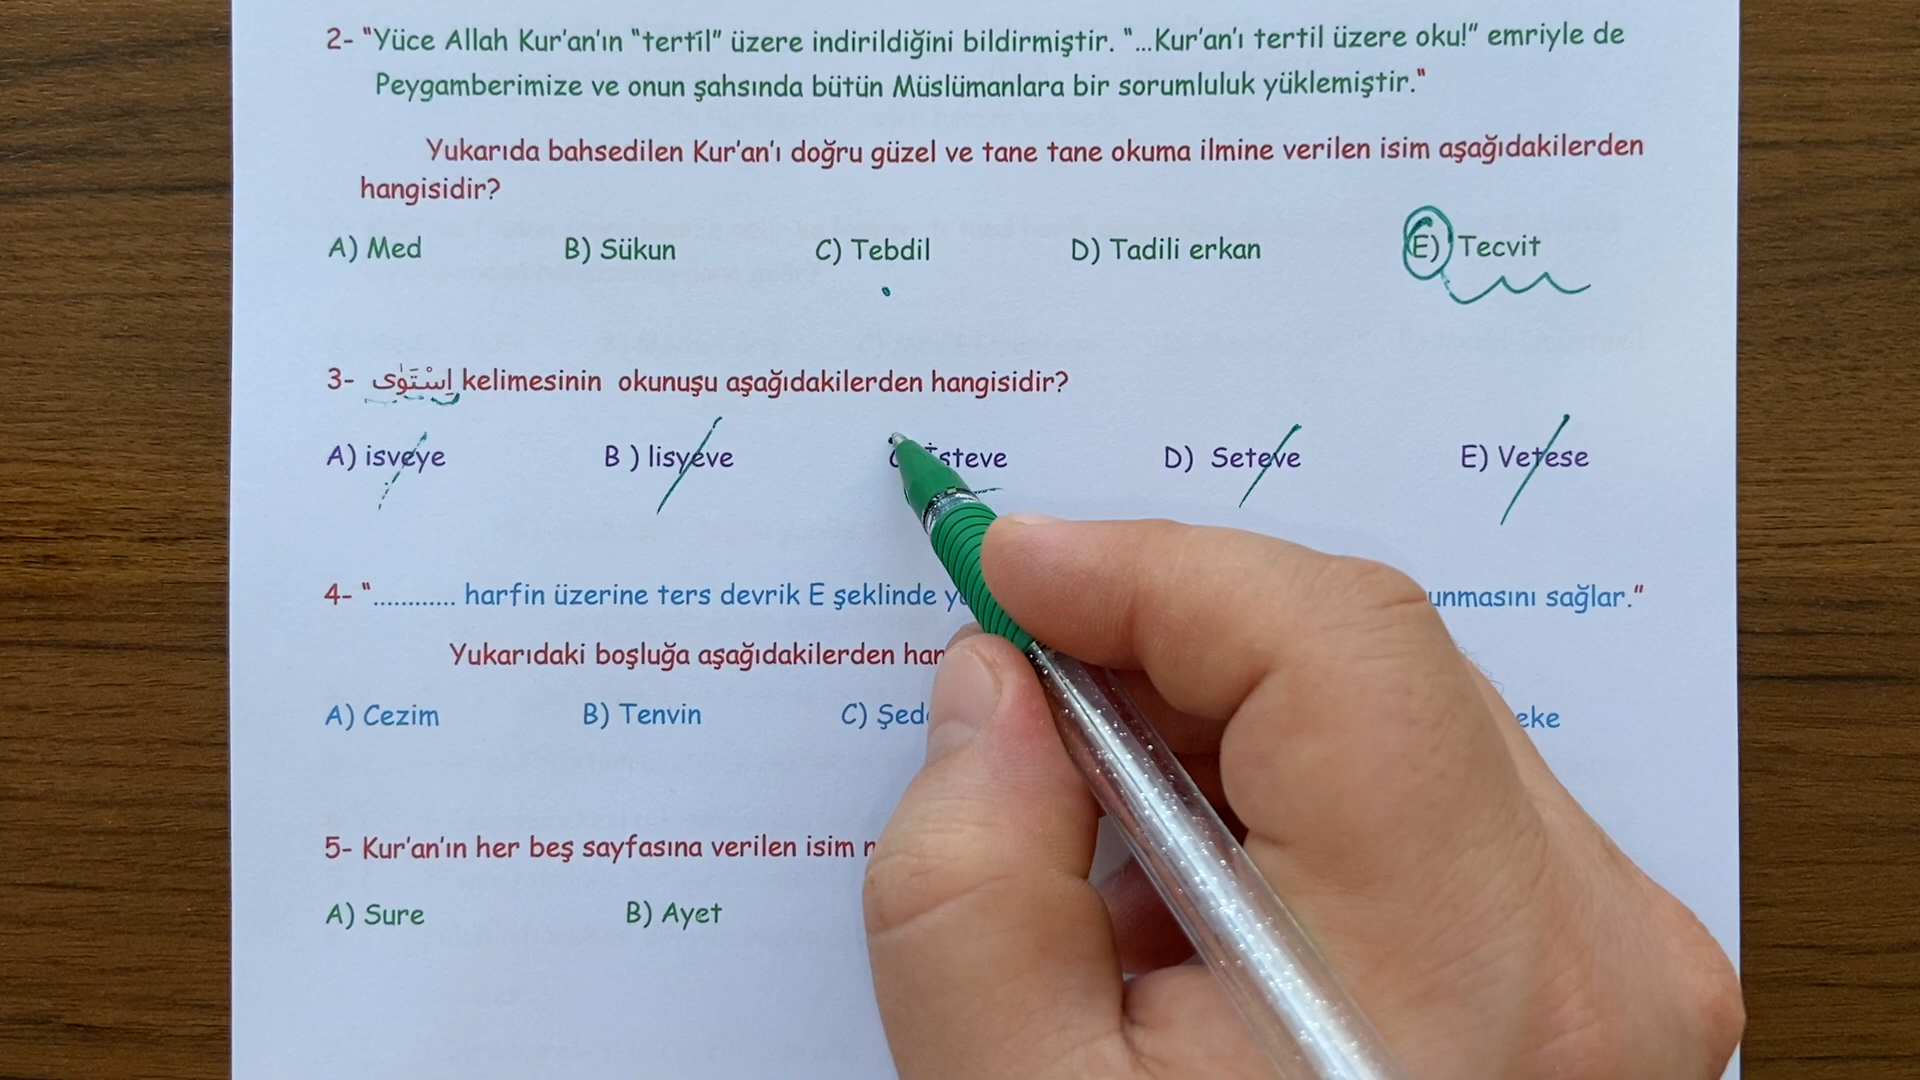 2- "Yüce Allah Kur'an'ın "tertîl" üzere indirildiğini bildirmiştir. "...Kur'an'ı tertil üzere oku!" emriyle de
Peygamberimize ve onun şahsında bütün Müslümanlara bir sorumluluk yüklemiştir."
Yukarıda bahsedilen Kur'an'ı doğru güzel ve tane tane okuma ilmine verilen isim aşağıdakilerden
hangisidir?
A) Med B) Sükun C) Tebdil D) Tadili erkan E) Tecvit
3- اِسْتَوٰى kelimesinin okunuşu aşağıdakilerden hangisidir?
A) isveye B ) lisyeve İsteve D) Seteve E) Vetese
4- "............ harfin üzerine ters devrik E şeklinde sağlar."
Yukarıdaki boşluğa aşağıdakilerden
A) Cezim B) Tenvin C)
5- Kur'an'ın her beş sayfasına verilen isim
A) Sure B) Ayet